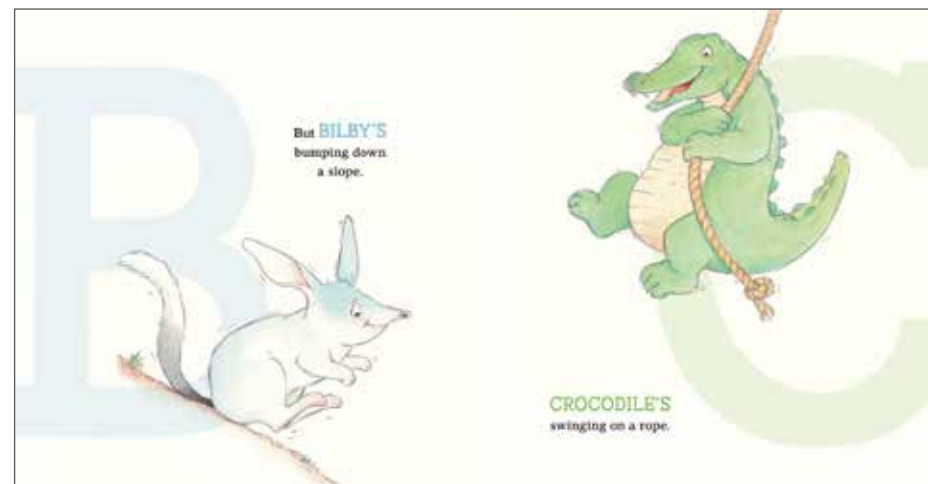 B
C
But BILBY'S
bumping down
a slope.
CROCODILE'S
swinging on a rope.